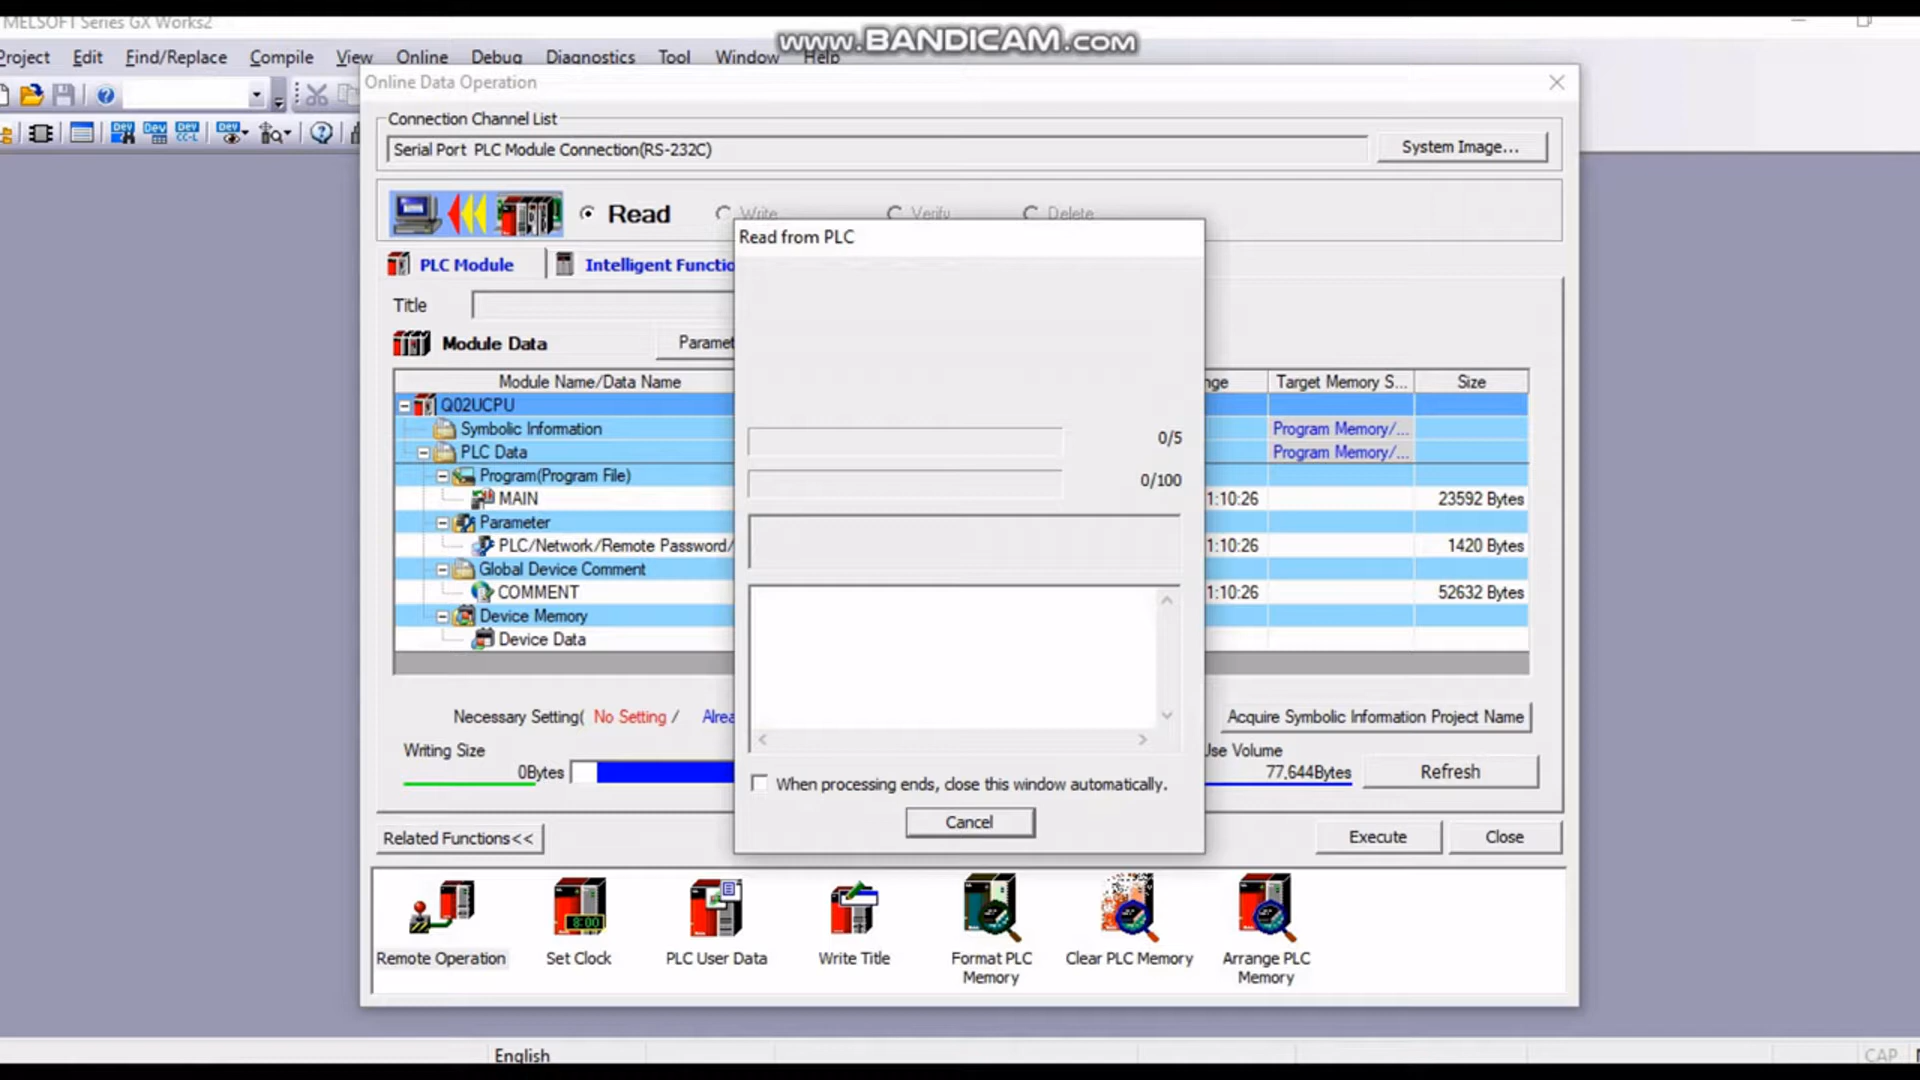 MELSOFT Series GX Works2
www.BANDICAM.com
Project Edit Find/Replace Compile View Online Debug Diagnostics Tool Window Help
Online Data Operation
Connection Channel List
Serial Port PLC Module Connection(RS-232C)
System Image...
Read Write Verify Delete
Read from PLC
PLC Module Intelligent Functio
Title
Module Data Paramet
Module Name/Data Name nge Target Memory S... Size
Q02UCPU
Symbolic Information Program Memory/...
PLC Data Program Memory/...
Program(Program File)
MAIN 1:10:26 23592 Bytes
Parameter
PLC/Network/Remote Password/ 1:10:26 1420 Bytes
Global Device Comment
COMMENT 1:10:26 52632 Bytes
Device Memory
Device Data
0/5
0/100
Necessary Setting( No Setting / Alrea
Acquire Symbolic Information Project Name
Writing Size
0Bytes
Use Volume
77,644Bytes
Refresh
When processing ends, close this window automatically.
Cancel
Related Functions<<
Execute
Close
Remote Operation
Set Clock
PLC User Data
Write Title
Format PLC
Memory
Clear PLC Memory
Arrange PLC
Memory
English
CAP